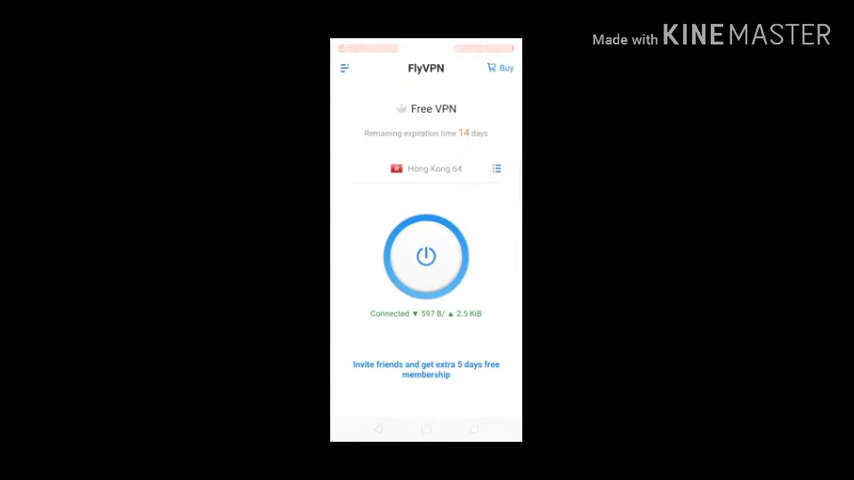 Made with KINEMASTER
FlyVPN
Buy
Free VPN
Remaining expiration time 14 days
Hong Kong 64
Connected ▼ 597 B/ ▲ 2.5 KiB
Invite friends and get extra 5 days free
membership